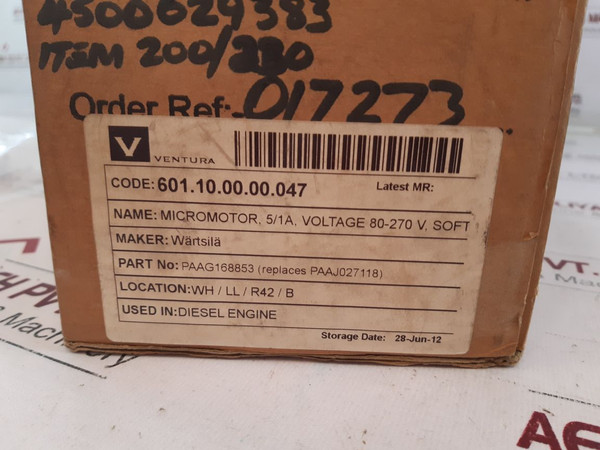 4500029383
ITEM 200/230
Order Ref:-017273
V
VENTURA
CODE: 601.10.00.00.047
Latest MR:
NAME: MICROMOTOR, 5/1A, VOLTAGE 80-270 V, SOFT
MAKER: Wärtsilä
PART No: PAAG168853 (replaces PAAJ027118)
LOCATION: WH / LL / R42 / B
USED IN: DIESEL ENGINE
Storage Date: 28-Jun-12